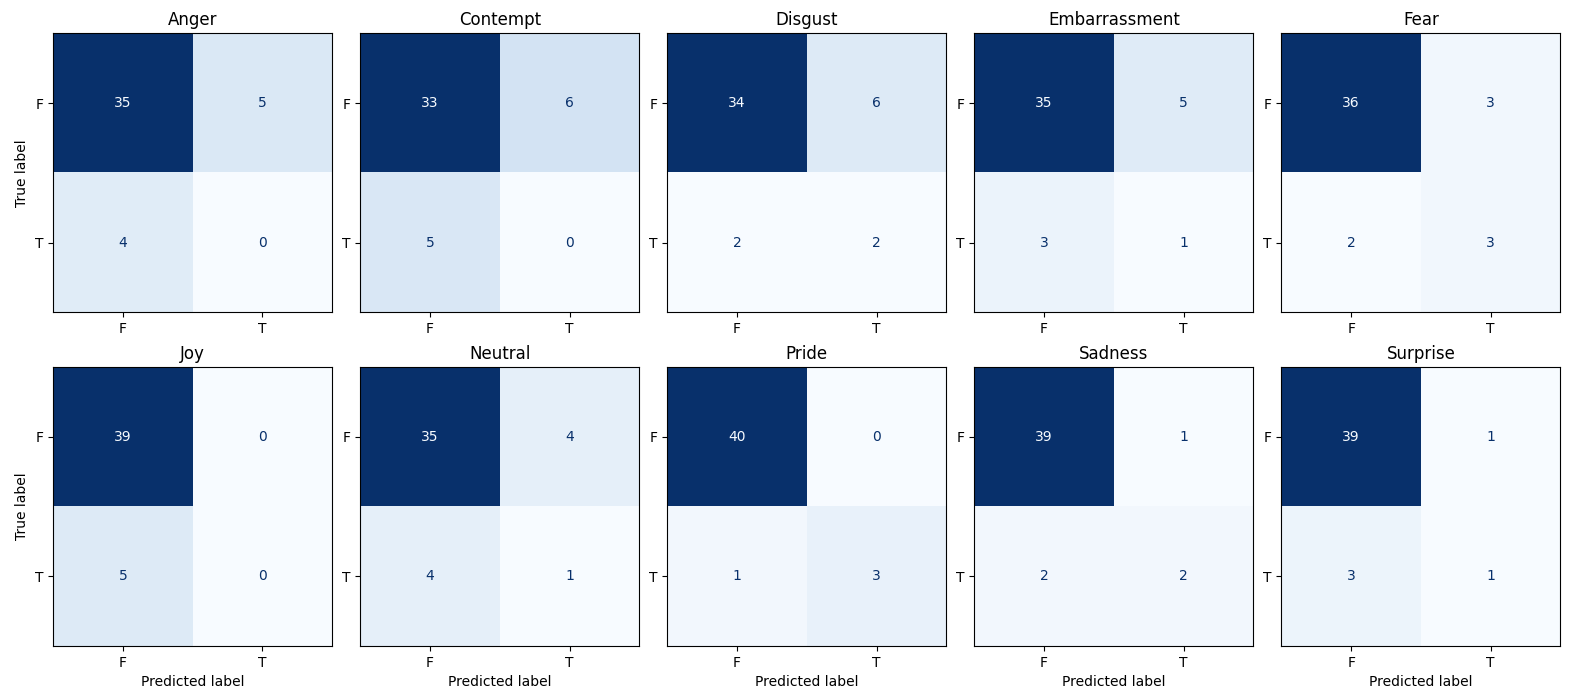 Anger Contempt Disgust Embarrassment Fear
F 35 5 F 33 6 F 34 6 F 35 5 F 36 3
True label
T 4 0 T 5 0 T 2 2 T 3 1 T 2 3
F T F T F T F T F T
Joy Neutral Pride Sadness Surprise
F 39 0 F 35 4 F 40 0 F 39 1 F 39 1
True label
T 5 0 T 4 1 T 1 3 T 2 2 T 3 1
F T F T F T F T F T
Predicted label Predicted label Predicted label Predicted label Predicted label